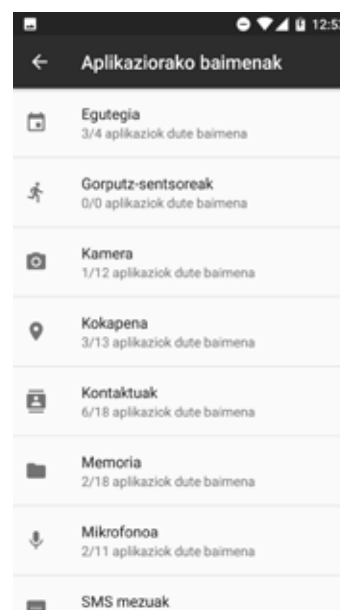 12:53
Aplikaziorako baimenak
Egutegia
3/4 aplikaziok dute baimena
Gorputz-sentsoreak
0/0 aplikaziok dute baimena
Kamera
1/12 aplikaziok dute baimena
Kokapena
3/13 aplikaziok dute baimena
Kontaktuak
6/18 aplikaziok dute baimena
Memoria
2/18 aplikaziok dute baimena
Mikrofonoa
2/11 aplikaziok dute baimena
SMS mezuak